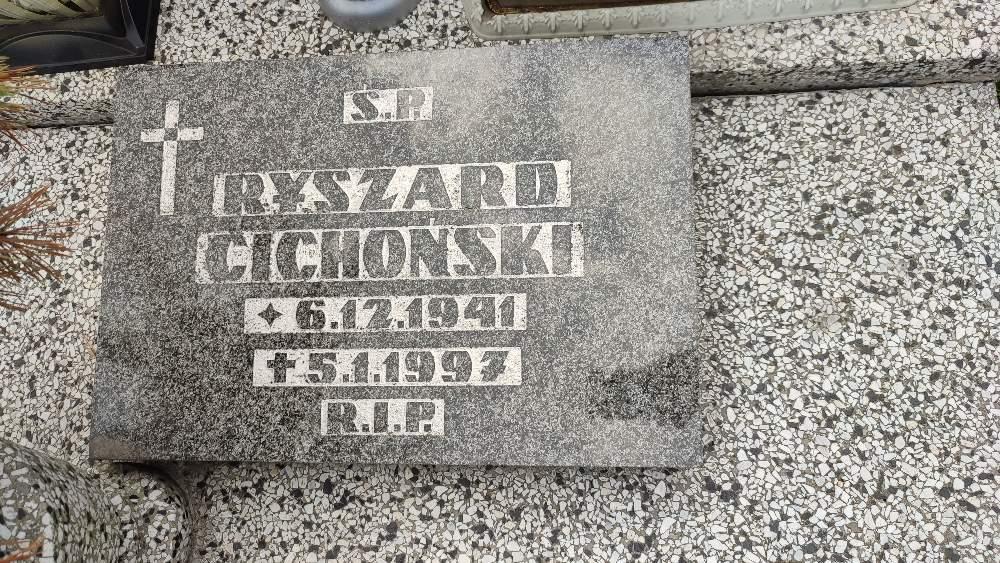 Ś.P.
RYSZARD
CICHOŃSKI
✦ 6.12.1941
✝ 5.1.1997
R.I.P.